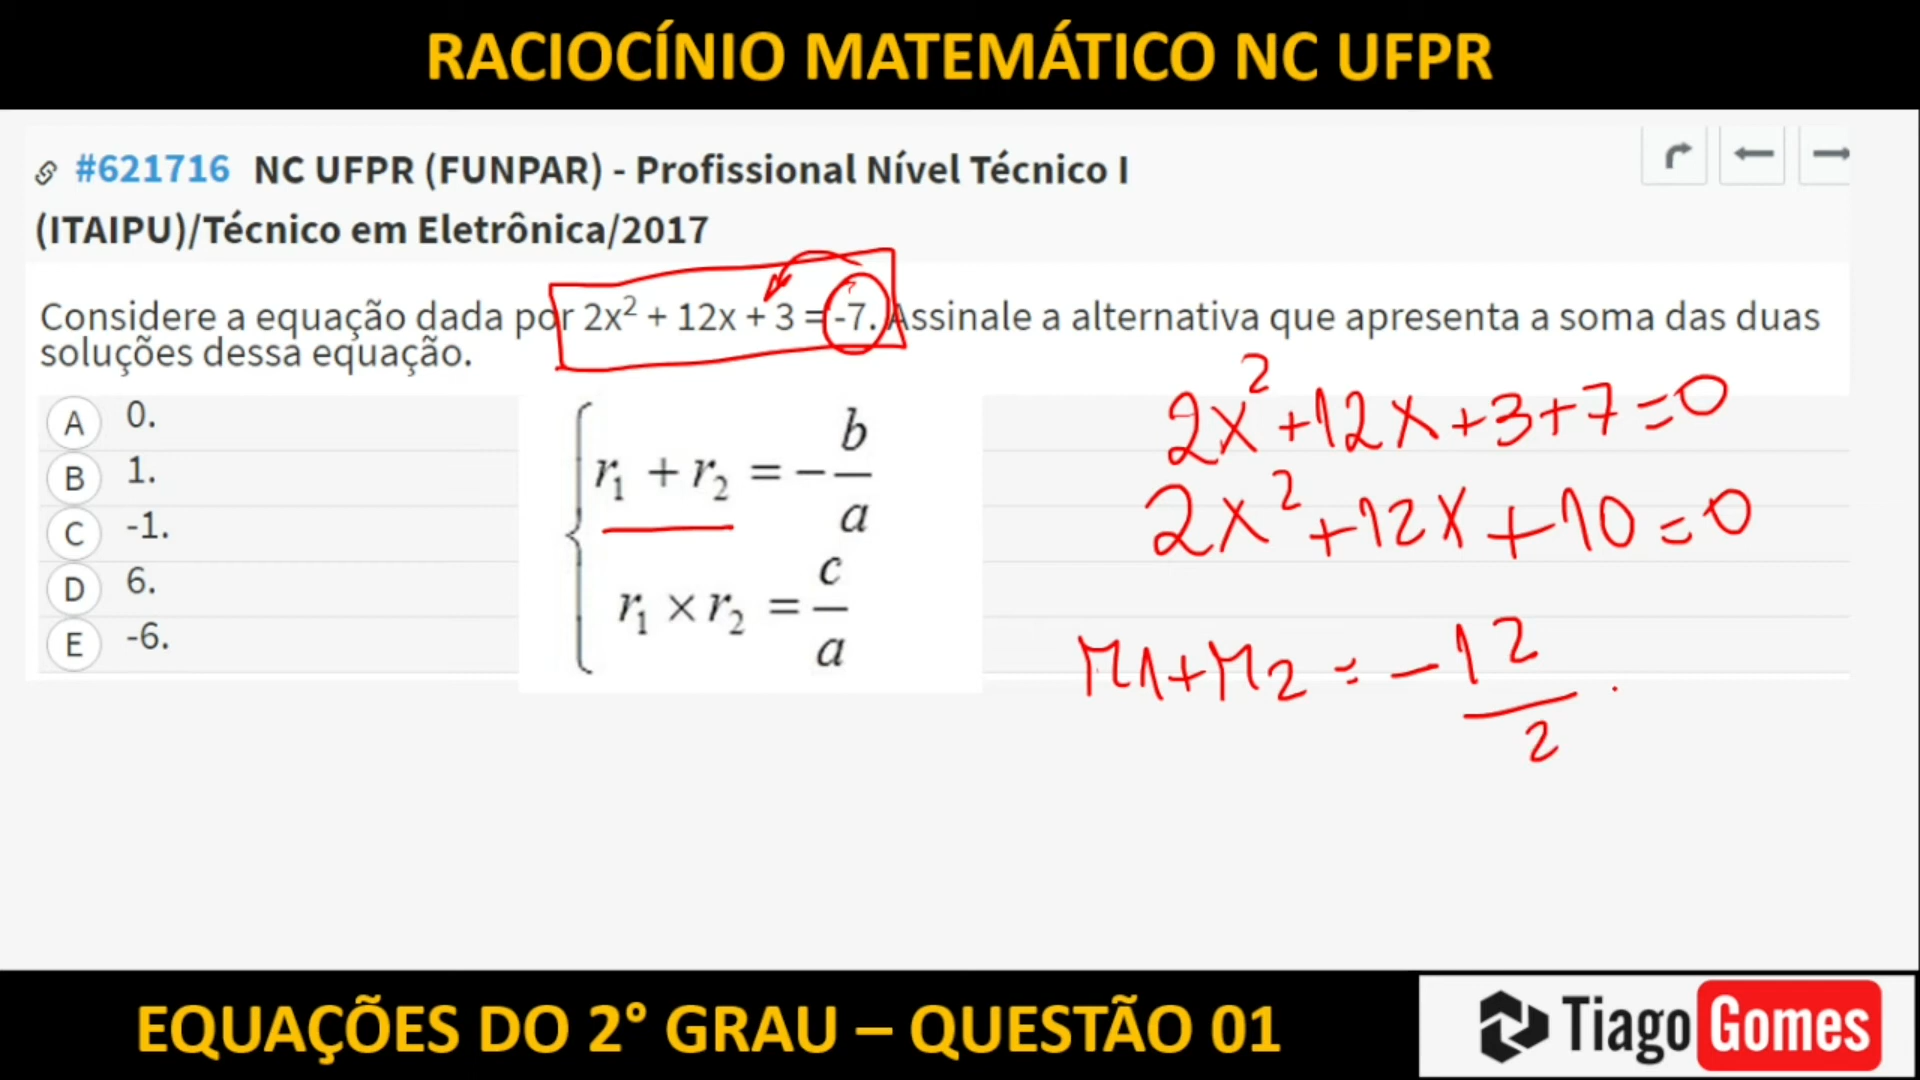 RACIOCÍNIO MATEMÁTICO NC UFPR
#621716 NC UFPR (FUNPAR) - Profissional Nível Técnico I
(ITAIPU)/Técnico em Eletrônica/2017
Considere a equação dada por 2x² + 12x + 3 = -7. Assinale a alternativa que apresenta a soma das duas
soluções dessa equação.
A 0.
B 1.
C -1.
D 6.
E -6.
r₁ + r₂ = - b/a
r₁ × r₂ = c/a
2x² + 12x + 3 + 7 = 0
2x² + 12x + 10 = 0
r1 + r2 = - 12/2
EQUAÇÕES DO 2° GRAU – QUESTÃO 01
Tiago Gomes